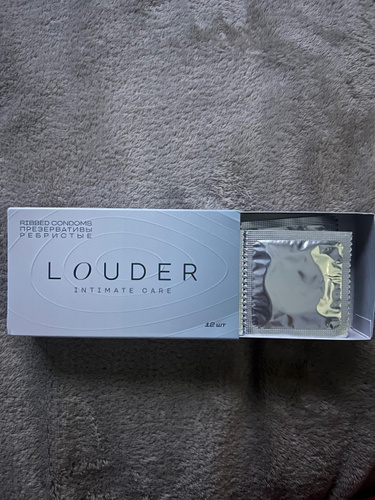 RIBBED CONDOMS
ПРЕЗЕРВАТИВЫ
РЕБРИСТЫЕ
LOUDER
INTIMATE CARE
12 шт